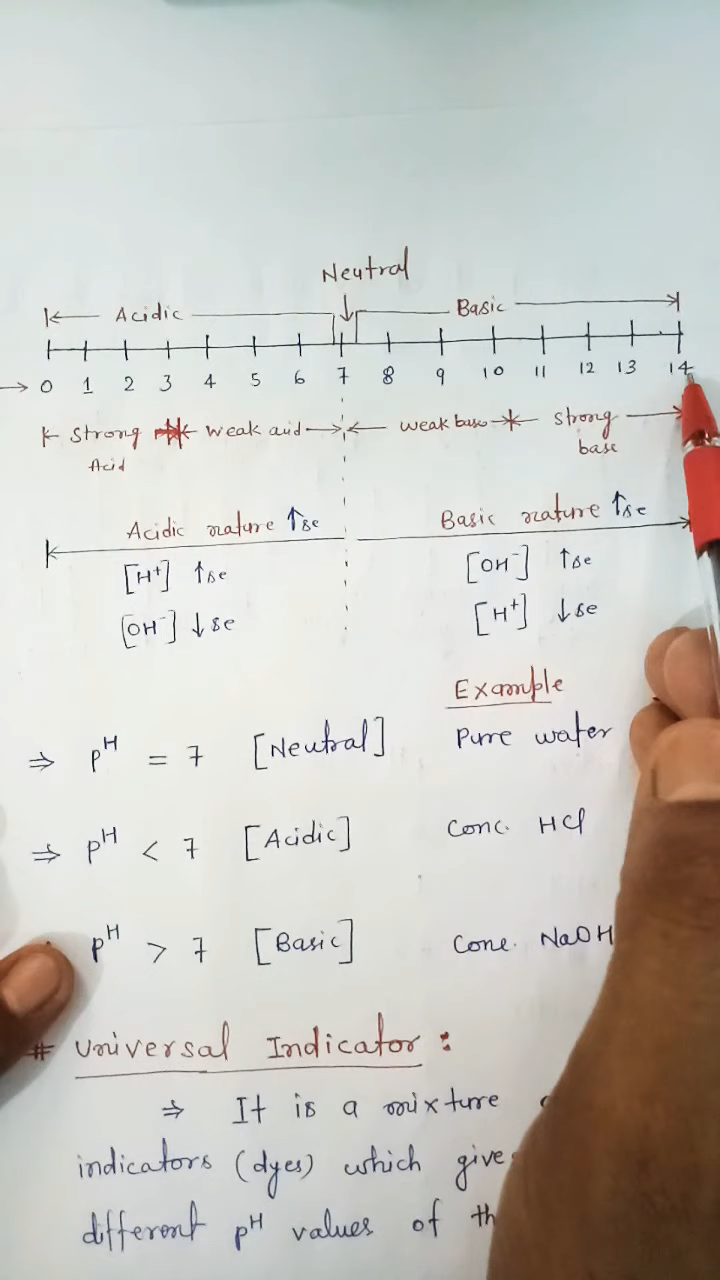 Neutral
Acidic Basic
0 1 2 3 4 5 6 7 8 9 10 11 12 13 14
Strong Acid weak acid weak base strong base
Acidic nature ↑se Basic nature ↑se
[H⁺] ↑se [OH⁻] ↑se
[OH⁻] ↓se [H⁺] ↓se
Example
⇒ pᴴ = 7 [Neutral] Pure water
⇒ pᴴ < 7 [Acidic] Conc. HCl
pᴴ > 7 [Basic] Conc. NaOH
# Universal Indicator :
⇒ It is a mixture
indicators (dyes) which give
different pᴴ values of th